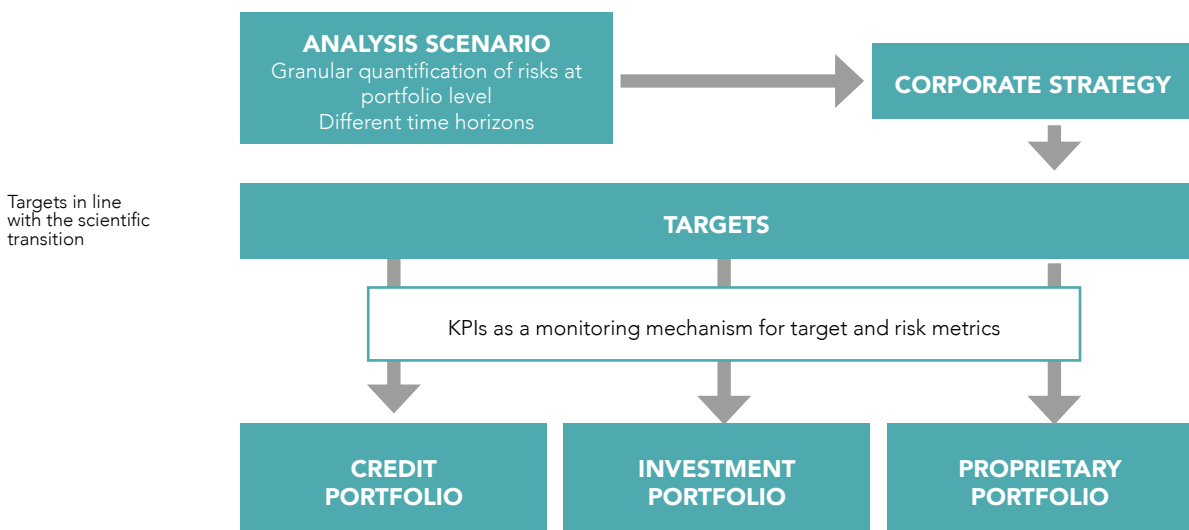 ANALYSIS SCENARIO
Granular quantification of risks at
portfolio level
Different time horizons
CORPORATE STRATEGY
Targets in line
with the scientific
transition
TARGETS
KPIs as a monitoring mechanism for target and risk metrics
CREDIT
PORTFOLIO
INVESTMENT
PORTFOLIO
PROPRIETARY
PORTFOLIO